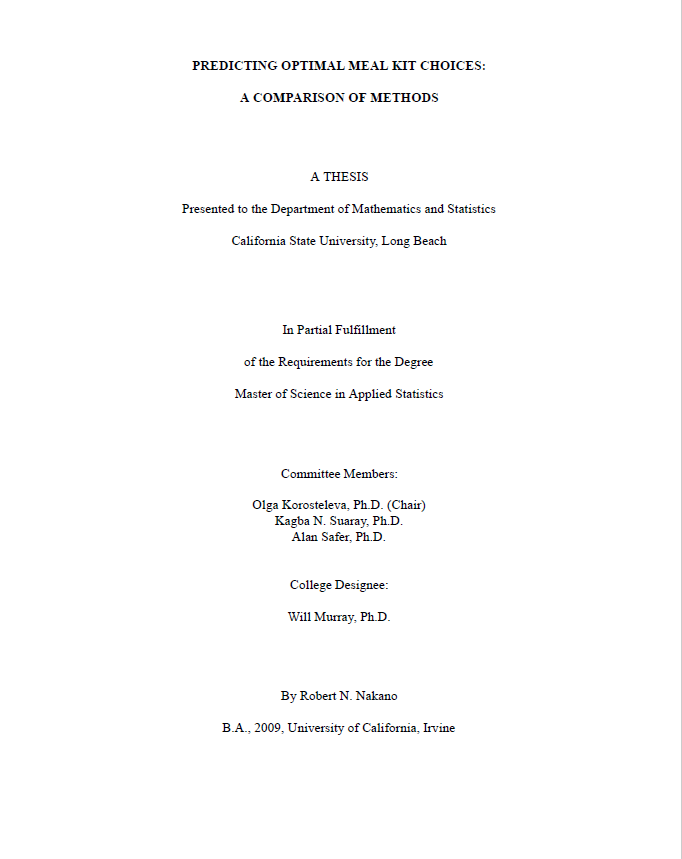 PREDICTING OPTIMAL MEAL KIT CHOICES:
A COMPARISON OF METHODS
A THESIS
Presented to the Department of Mathematics and Statistics
California State University, Long Beach
In Partial Fulfillment
of the Requirements for the Degree
Master of Science in Applied Statistics
Committee Members:
Olga Korosteleva, Ph.D. (Chair)
Kagba N. Suaray, Ph.D.
Alan Safer, Ph.D.
College Designee:
Will Murray, Ph.D.
By Robert N. Nakano
B.A., 2009, University of California, Irvine